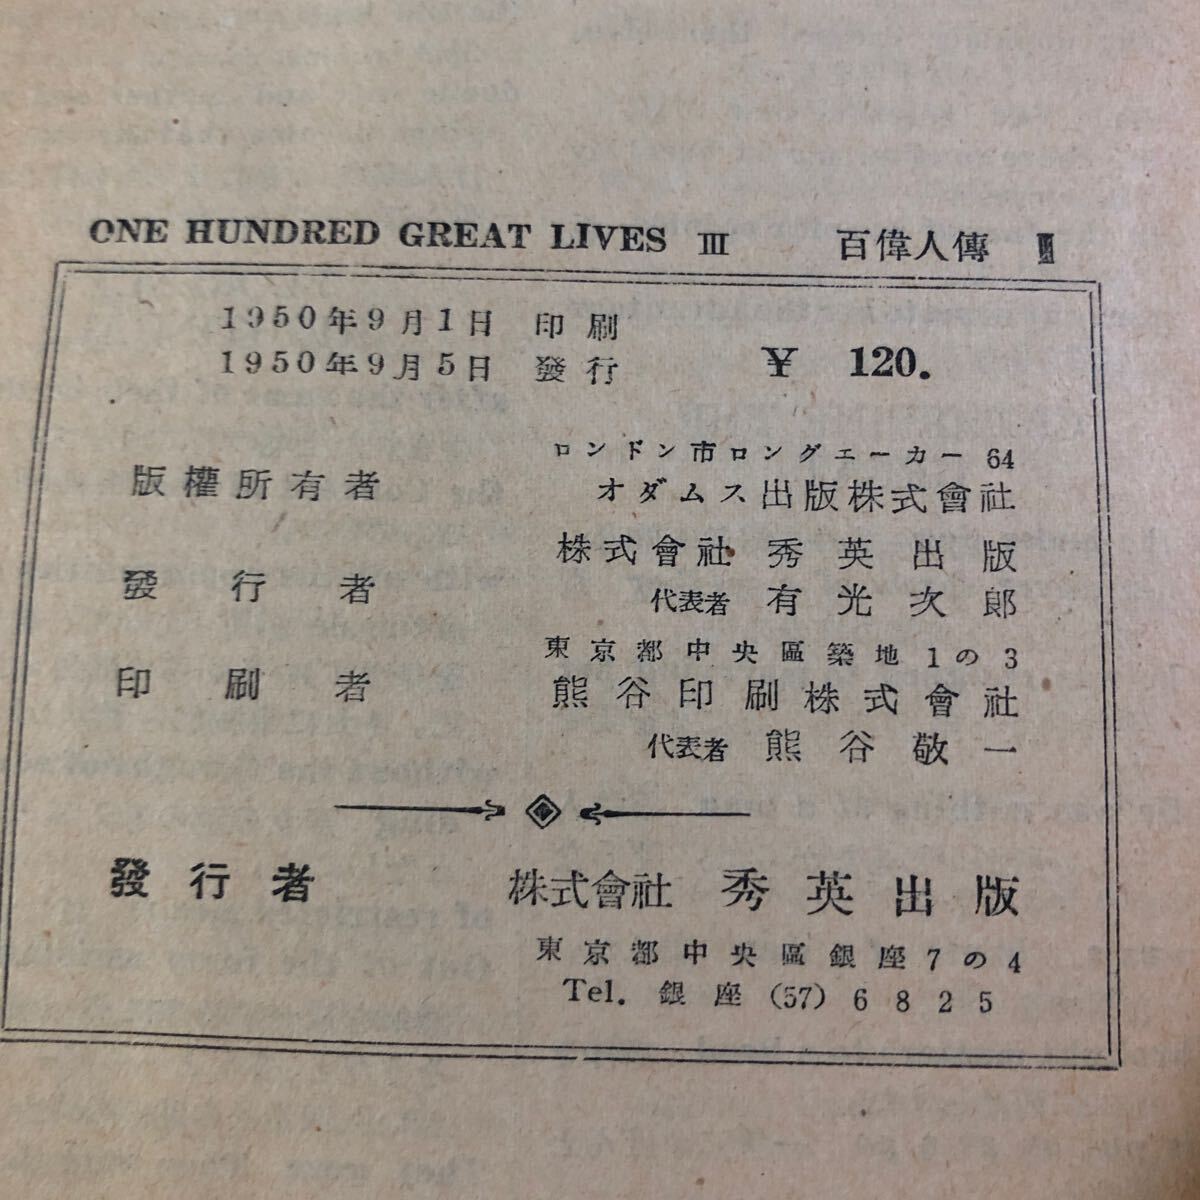 ONE HUNDRED GREAT LIVES III 百偉人傳 Ⅲ
1950年9月1日 印刷
1950年9月5日 發行
¥ 120.
版權所有者
ロンドン市ロングエーカー 64
オダムス出版株式會社
發行者
株式會社 秀英出版
代表者 有光次郎
印刷者
東京都中央區築地1の3
熊谷印刷株式會社
代表者 熊谷敬一
發行者 株式會社 秀英出版
東京都中央區銀座7の4
Tel. 銀座 (57) 6825